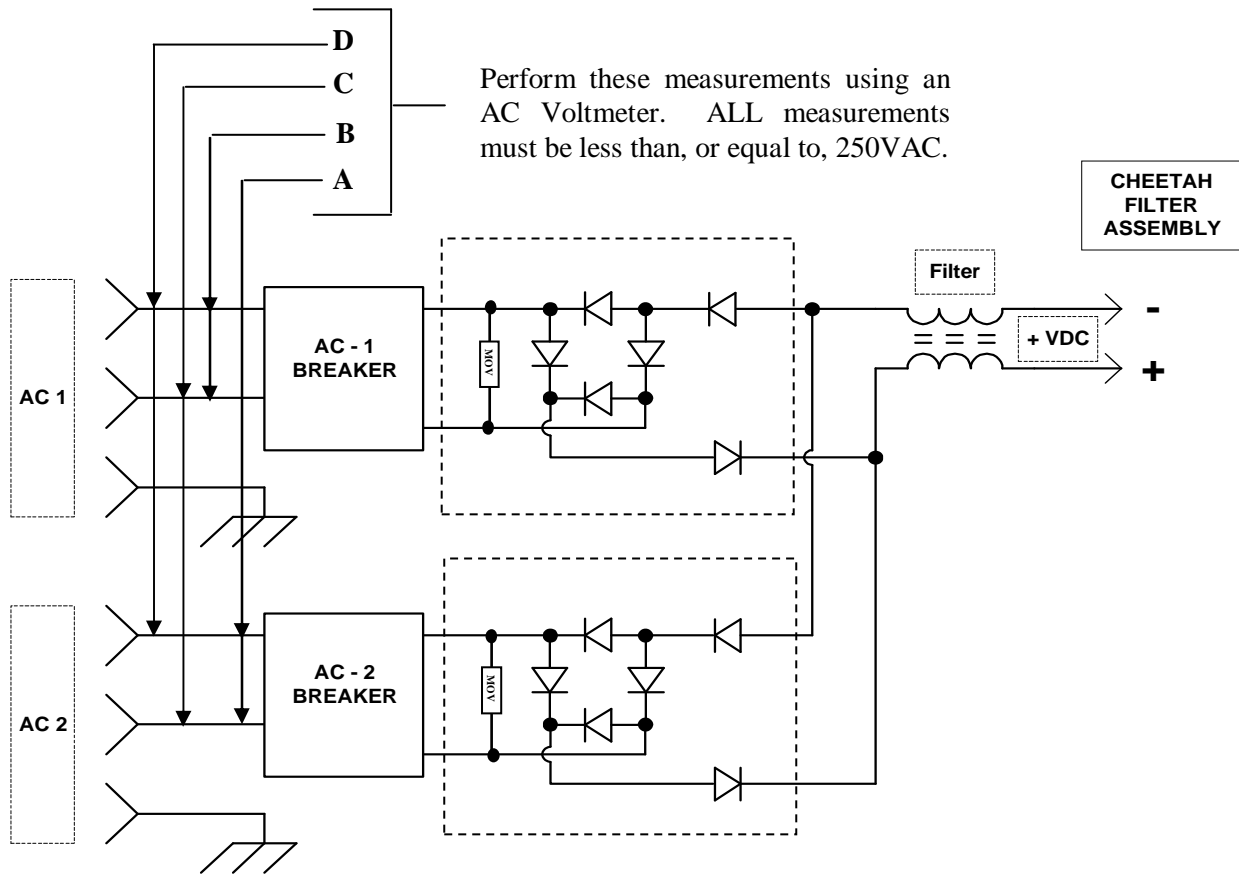 D
C
B
A
Perform these measurements using an
AC Voltmeter. ALL measurements
must be less than, or equal to, 250VAC.
CHEETAH
FILTER
ASSEMBLY
Filter
-
+ VDC
+
AC 1
AC - 1
BREAKER
MOV
AC 2
AC - 2
BREAKER
MOV